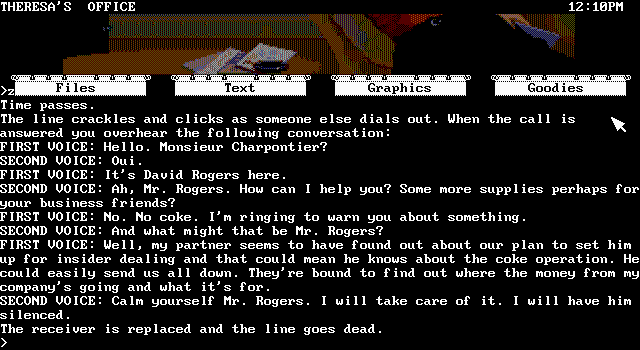 THERESA'S OFFICE 12:10PM
Files Text Graphics Goodies
>z
Time passes.
The line crackles and clicks as someone else dials out. When the call is
answered you overhear the following conversation:
FIRST VOICE: Hello. Monsieur Charpontier?
SECOND VOICE: Oui.
FIRST VOICE: It's David Rogers here.
SECOND VOICE: Ah, Mr. Rogers. How can I help you? Some more supplies perhaps for
your business friends?
FIRST VOICE: No. No coke. I'm ringing to warn you about something.
SECOND VOICE: And what might that be Mr. Rogers?
FIRST VOICE: Well, my partner seems to have found out about our plan to set him
up for insider dealing and that could mean he knows about the coke operation. He
could easily send us all down. They're bound to find out where the money from my
company's going and what it's for.
SECOND VOICE: Calm yourself Mr. Rogers. I will take care of it. I will have him
silenced.
The receiver is replaced and the line goes dead.
>